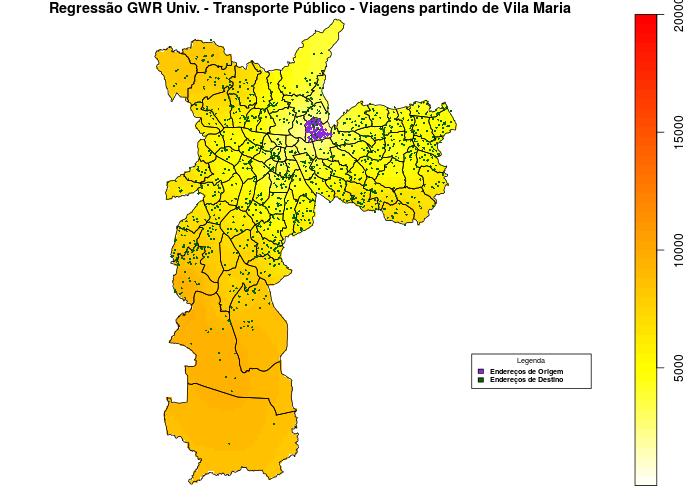 Regressão GWR Univ. - Transporte Público - Viagens partindo de Vila Maria
20000
15000
10000
5000
Legenda
Endereços de Origem
Endereços de Destino